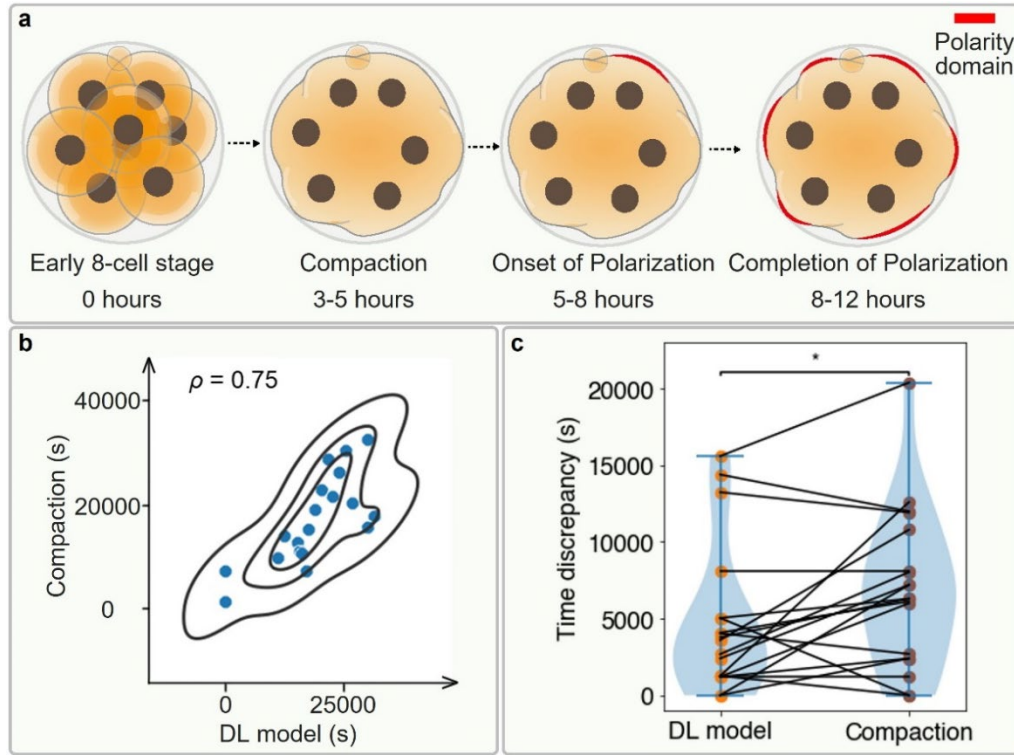 a
Polarity
domain
Early 8-cell stage
Compaction
Onset of Polarization
Completion of Polarization
0 hours
3-5 hours
5-8 hours
8-12 hours
b
ρ = 0.75
40000
20000
0
Compaction (s)
0
25000
DL model (s)
c
*
20000
15000
10000
5000
0
Time discrepancy (s)
DL model
Compaction